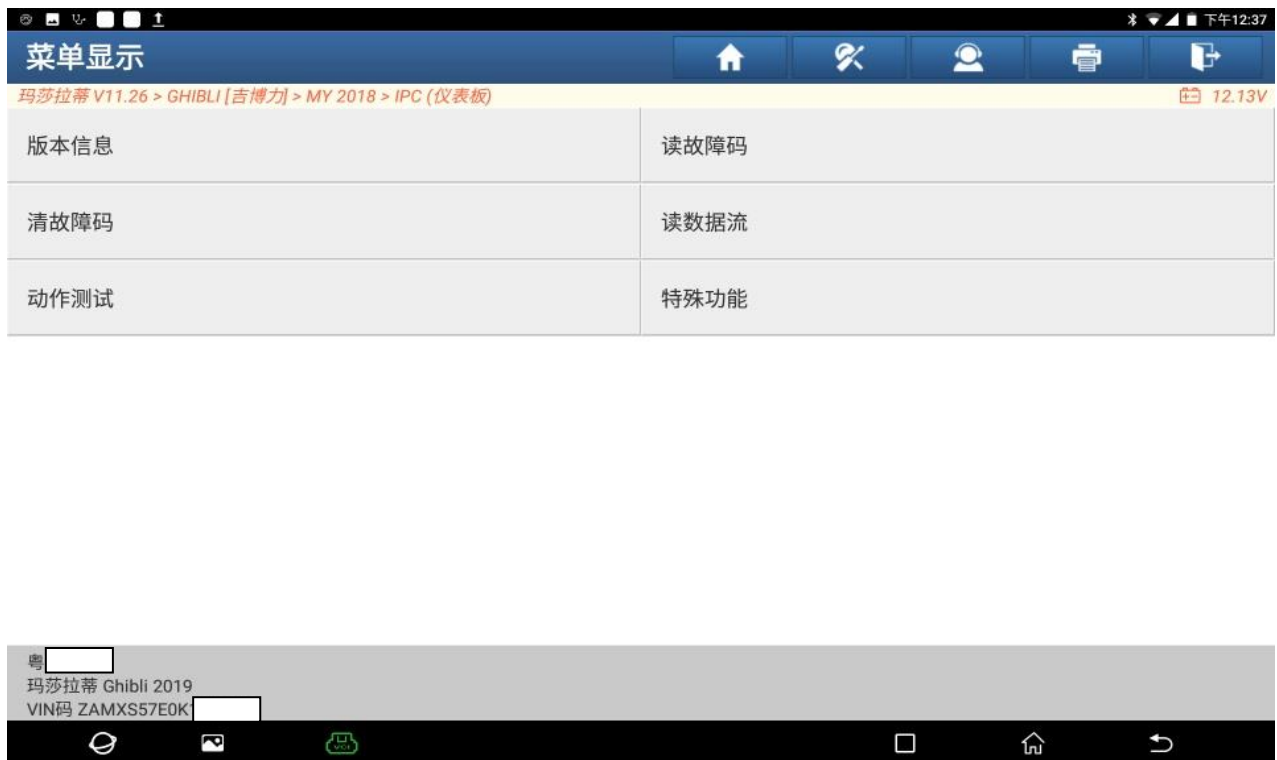 下午12:37
菜单显示
玛莎拉蒂 V11.26 > GHIBLI [吉博力] > MY 2018 > IPC (仪表板) 12.13V
版本信息 读故障码
清故障码 读数据流
动作测试 特殊功能
粤
玛莎拉蒂 Ghibli 2019
VIN码 ZAMXS57E0K
VCI